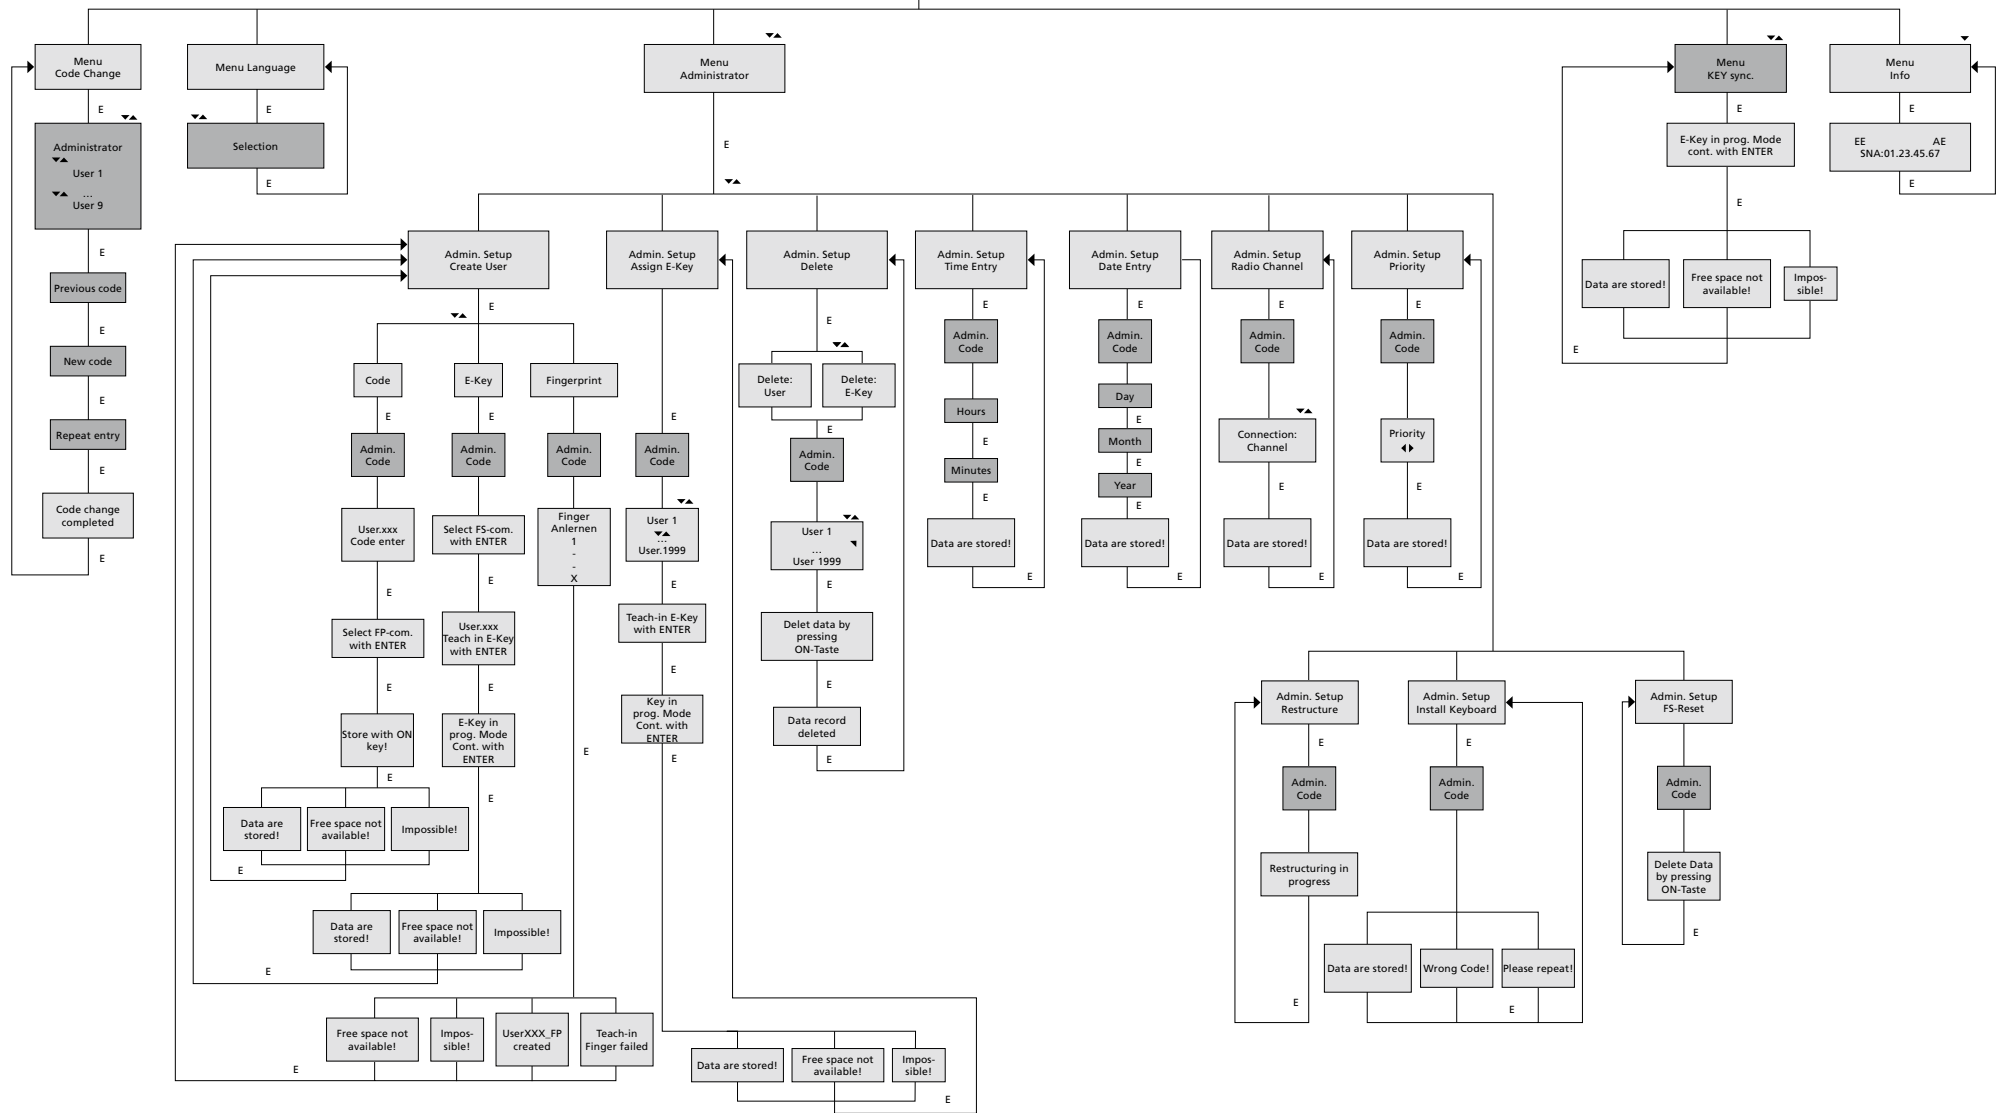 Menu
Code Change
E
Administrator
User 1
...
User 9
E
Previous code
E
New code
E
Repeat entry
E
Code change
completed
E
Menu Language
E
Selection
E
Menu
Administrator
E
Admin. Setup
Create User
E
Code
E
Admin.
Code
User.xxx
Code enter
E
Select FP-com.
with ENTER
E
Store with ON
key!
E
Data are
stored!
Free space not
available!
Impossible!
E
E-Key
E
Admin.
Code
Select FS-com.
with ENTER
E
User.xxx
Teach in E-Key
with ENTER
E
E-Key in
prog. Mode
Cont. with
ENTER
E
Data are
stored!
Free space not
available!
Impossible!
E
Fingerprint
E
Admin.
Code
Finger
Anlernen
1
-
-
X
E
Free space not
available!
Impos-
sible!
UserXXX_FP
created
Teach-in
Finger failed
E
Admin. Setup
Assign E-Key
E
Admin.
Code
User 1
...
User.1999
E
Teach-in E-Key
with ENTER
E
Key in
prog. Mode
Cont. with
ENTER
E
Data are stored!
Free space not
available!
Impos-
sible!
E
Admin. Setup
Delete
E
Delete:
User
Delete:
E-Key
E
Admin.
Code
User 1
...
User 1999
E
Delet data by
pressing
ON-Taste
E
Data record
deleted
E
Admin. Setup
Time Entry
E
Admin.
Code
Hours
E
Minutes
E
Data are stored!
E
Admin. Setup
Date Entry
E
Admin.
Code
Day
E
Month
E
Year
E
Data are stored!
E
Admin. Setup
Radio Channel
E
Admin.
Code
Connection:
Channel
E
Data are stored!
E
Admin. Setup
Priority
E
Admin.
Code
Priority
E
Data are stored!
E
Admin. Setup
Restructure
E
Admin.
Code
Restructuring in
progress
E
Admin. Setup
Install Keyboard
E
Admin.
Code
Data are stored!
Wrong Code!
Please repeat!
E
Admin. Setup
FS-Reset
Admin.
Code
Delete Data
by pressing
ON-Taste
E
Menu
KEY sync.
E
E-Key in prog. Mode
cont. with ENTER
E
Data are stored!
Free space not
available!
Impos-
sible!
E
Menu
Info
E
EE AE
SNA:01.23.45.67
E